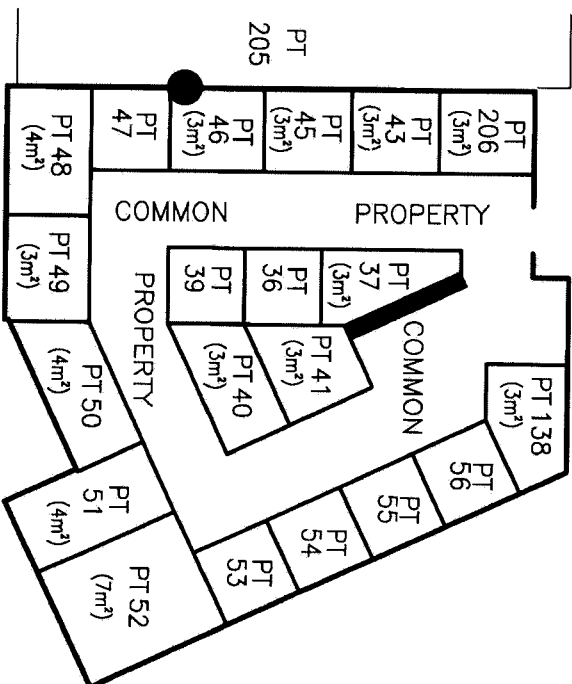 PT
205
PT
206
(3m²)
PT
43
(3m²)
PT
45
(3m²)
PT
46
(3m²)
PT
47
PT 48
(4m²)
PT 49
(3m²)
COMMON PROPERTY
PT
37
(3m²)
PT
36
PT
39
PT 41
(3m²)
PT 40
(3m²)
COMMON
PROPERTY
PT 50
(4m²)
PT
51
(4m²)
PT 52
(7m²)
PT
53
PT
54
PT
55
PT
56
PT 138
(3m²)